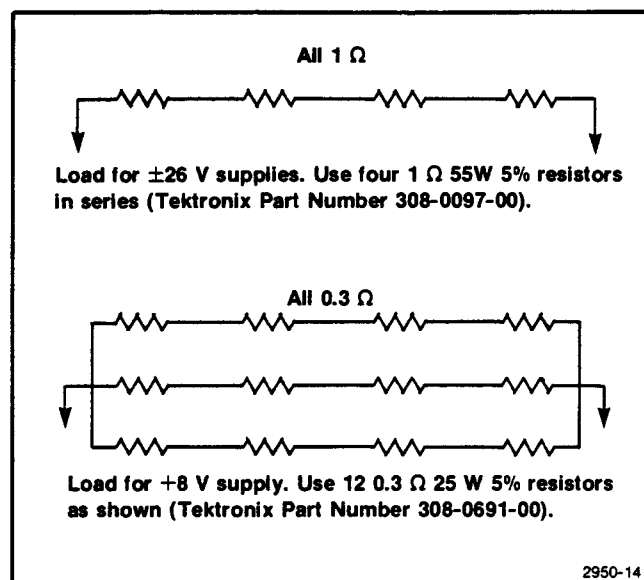 All 1 Ω
Load for ±26 V supplies. Use four 1 Ω 55W 5% resistors
in series (Tektronix Part Number 308-0097-00).
All 0.3 Ω
Load for +8 V supply. Use 12 0.3 Ω 25 W 5% resistors
as shown (Tektronix Part Number 308-0691-00).
2950-14